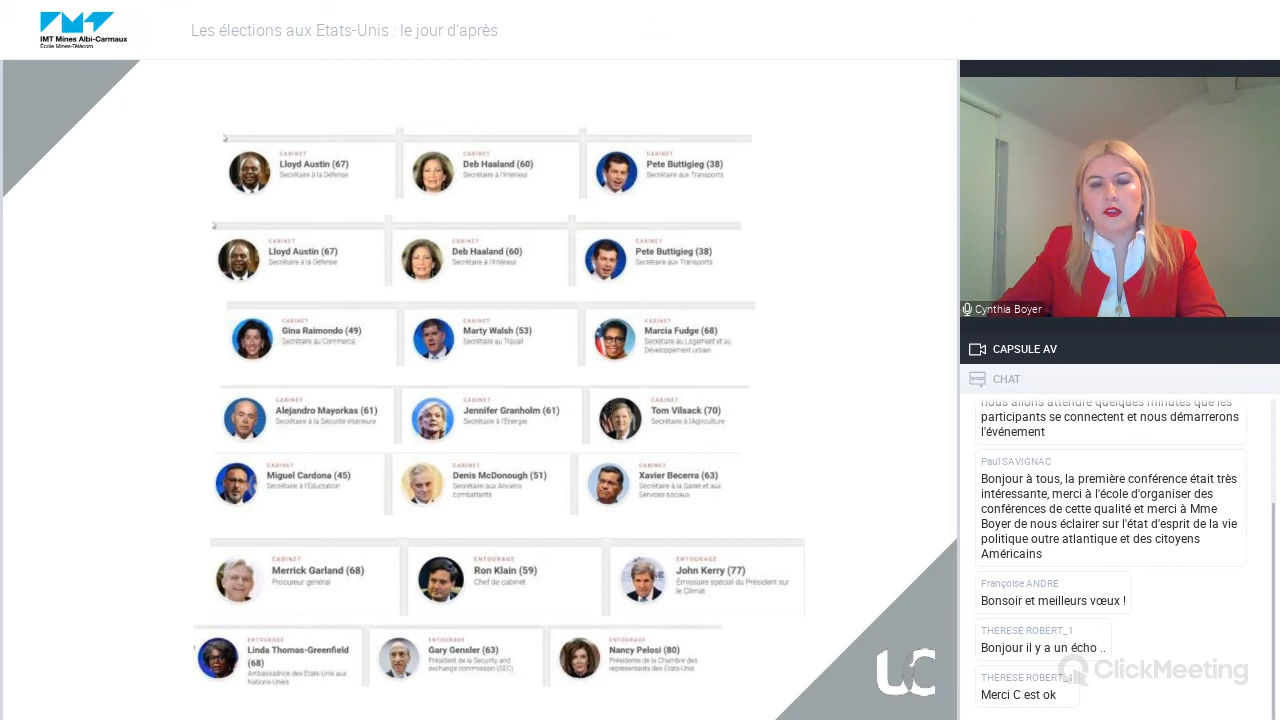 IMT Mines Albi-Carmaux
École Mines-Télécom
Les élections aux Etats-Unis : le jour d'après
CABINET
Lloyd Austin (67)
Secrétaire à la Défense
CABINET
Deb Haaland (60)
Secrétaire à l'Intérieur
CABINET
Pete Buttigieg (38)
Secrétaire aux Transports
CABINET
Lloyd Austin (67)
Secrétaire à la Défense
CABINET
Deb Haaland (60)
Secrétaire à l'Intérieur
CABINET
Pete Buttigieg (38)
Secrétaire aux Transports
CABINET
Gina Raimondo (49)
Secrétaire au Commerce
CABINET
Marty Walsh (53)
Secrétaire au Travail
CABINET
Marcia Fudge (68)
Secrétaire au Logement et au
Développement urbain
CABINET
Alejandro Mayorkas (61)
Secrétaire à la Sécurité intérieure
CABINET
Jennifer Granholm (61)
Secrétaire à l'Energie
CABINET
Tom Vilsack (70)
Secrétaire à l'Agriculture
CABINET
Miguel Cardona (45)
Secrétaire à l'Éductation
CABINET
Denis McDonough (51)
Secrétaire aux Anciens
combattants
CABINET
Xavier Becerra (63)
Secrétaire à la Santé et aux
Services sociaux
CABINET
Merrick Garland (68)
Procureur général
ENTOURAGE
Ron Klain (59)
Chef de cabinet
ENTOURAGE
John Kerry (77)
Émissaire spécial du Président sur
le Climat
ENTOURAGE
Linda Thomas-Greenfield
(68)
Ambassadrice des États-Unis aux
Nations-Unies
ENTOURAGE
Gary Gensler (63)
Présidente de la Security and
exchange commission (SEC)
ENTOURAGE
Nancy Pelosi (80)
Présidente de la Chambre des
représentants des États-Unis
UC
Cynthia Boyer
CAPSULE AV
CHAT
nous allons attendre quelques minutes que les
participants se connectent et nous démarrerons
l'événement
Paul SAVIGNAC
Bonjour à tous, la première conférence était très
intéressante, merci à l'école d'organiser des
conférences de cette qualité et merci à Mme
Boyer de nous éclairer sur l'état d'esprit de la vie
politique outre atlantique et des citoyens
Américains
Françoise ANDRE
Bonsoir et meilleurs vœux !
THERESE ROBERT_1
Bonjour il y a un écho ..
THERESE ROBERT_1
Merci C est ok
ClickMeeting